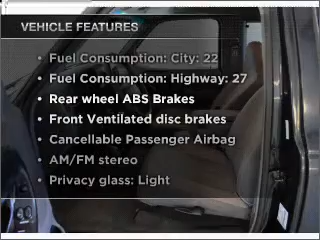 VEHICLE FEATURES
• Fuel Consumption: City: 22
• Fuel Consumption: Highway: 27
• Rear wheel ABS Brakes
• Front Ventilated disc brakes
• Cancellable Passenger Airbag
• AM/FM stereo
• Privacy glass: Light